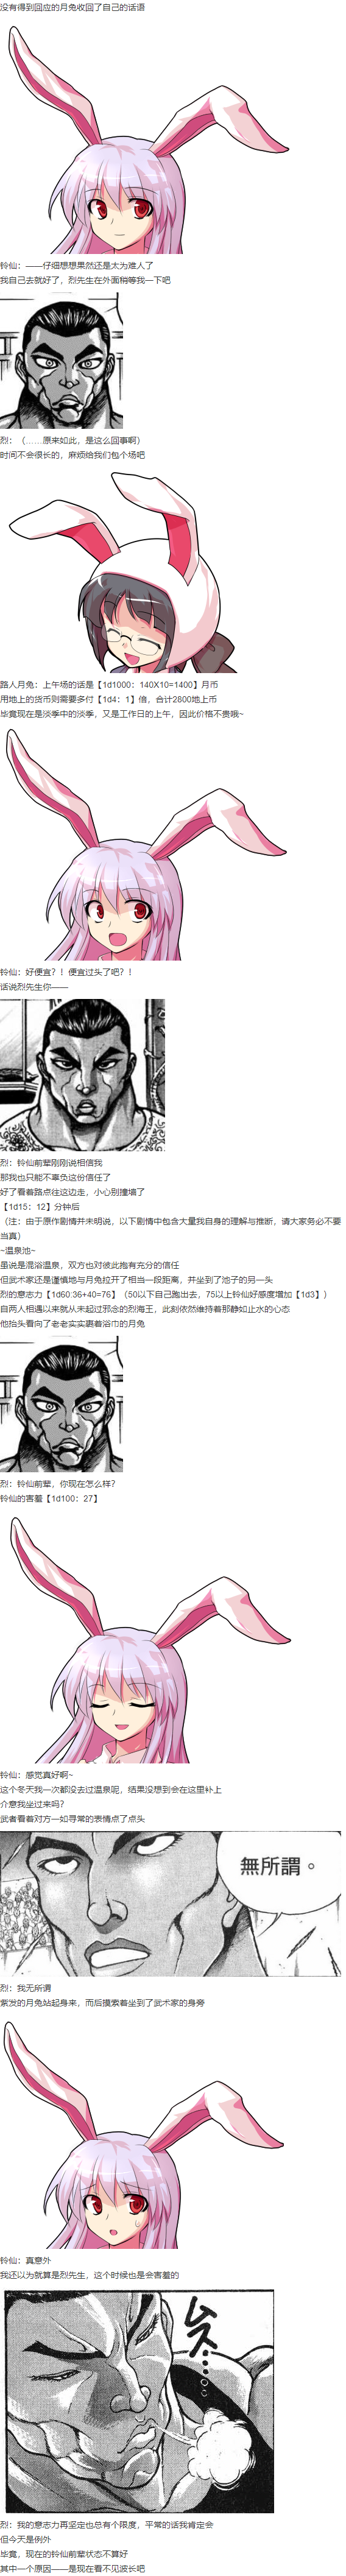 没有得到回应的月兔收回了自己的话语
铃仙：——仔细想想果然还是太为难人了
我自己去就好了，烈先生在外面稍等我一下吧
烈：（……原来如此，是这么回事啊）
时间不会很长的，麻烦给我们包个场吧
路人月兔：上午场的话是【1d1000：140X10=1400】月币
用地上的货币则需要多付【1d4：1】倍，合计2800地上币
毕竟现在是淡季中的淡季，又是工作日的上午，因此价格不贵哦~
铃仙：好便宜？！便宜过头了吧？！
话说烈先生你——
烈：铃仙前辈刚刚说相信我
那我也只能不辜负这份信任了
好了看着路点往这边走，小心别撞墙了
【1d15：12】分钟后
（注：由于原作剧情并未明说，以下剧情中包含大量我自身的理解与推断，请大家务必不要
当真）
~温泉池~
虽说是混浴温泉，双方也对彼此抱有充分的信任
但武术家还是谨慎地与月兔拉开了相当一段距离，并坐到了池子的另一头
烈的意志力【1d60:36+40=76】（50以下自己跑出去，75以上铃仙好感度增加【1d3】）
自两人相遇以来就从未起过邪念的烈海王，此刻依然维持着那静如止水的心态
他抬头看向了老老实实裹着浴巾的月兔
烈：铃仙前辈，你现在怎么样？
铃仙的害羞【1d100：27】
铃仙：感觉真好啊~
这个冬天我一次都没去过温泉呢，结果没想到会在这里补上
介意我坐过来吗？
武者看着对方一如寻常的表情点了点头
無所謂。
烈：我无所谓
紫发的月兔站起身来，而后摸索着坐到了武术家的身旁
铃仙：真意外
我还以为就算是烈先生，这个时候也是会害羞的
烈：我的意志力再坚定也总有个限度，平常的话我肯定会
但今天是例外
毕竟，现在的铃仙前辈状态不算好
其中一个原因——是现在看不见波长吧